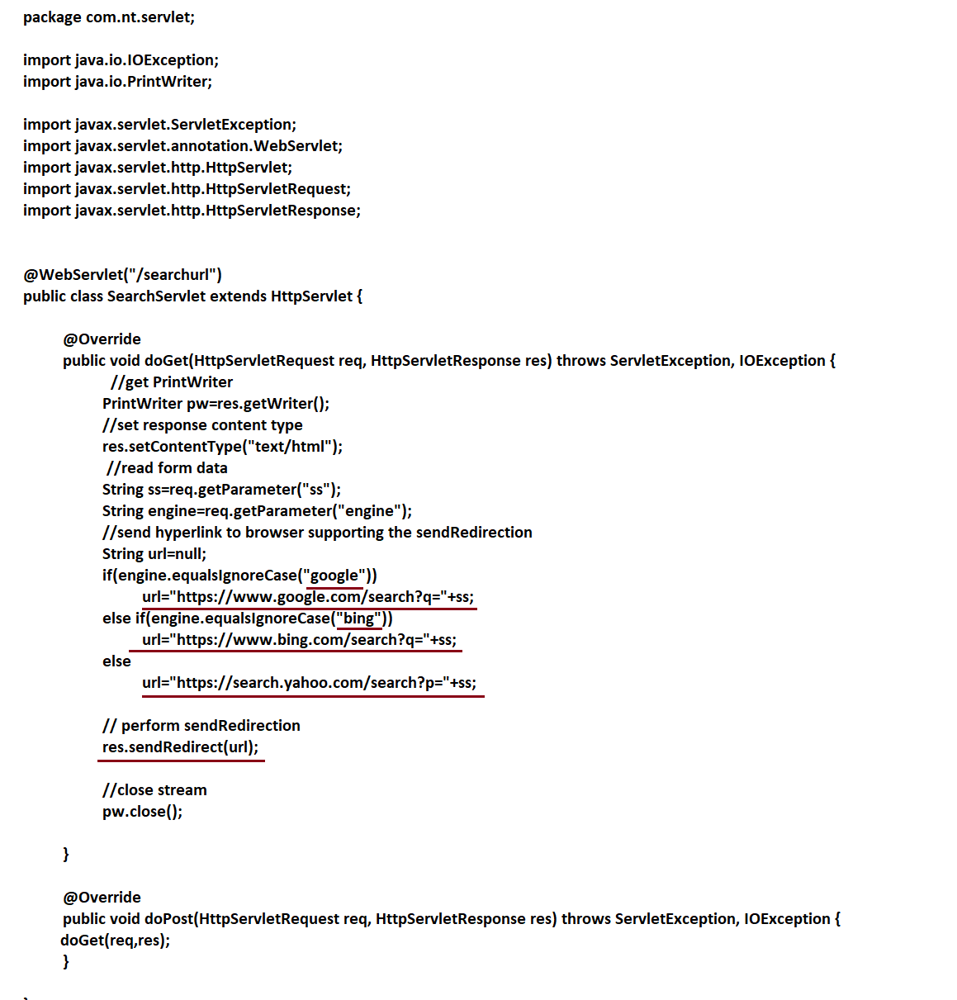 package com.nt.servlet;
import java.io.IOException;
import java.io.PrintWriter;
import javax.servlet.ServletException;
import javax.servlet.annotation.WebServlet;
import javax.servlet.http.HttpServlet;
import javax.servlet.http.HttpServletRequest;
import javax.servlet.http.HttpServletResponse;
@WebServlet("/searchurl")
public class SearchServlet extends HttpServlet {
@Override
public void doGet(HttpServletRequest req, HttpServletResponse res) throws ServletException, IOException {
//get PrintWriter
PrintWriter pw=res.getWriter();
//set response content type
res.setContentType("text/html");
//read form data
String ss=req.getParameter("ss");
String engine=req.getParameter("engine");
//send hyperlink to browser supporting the sendRedirection
String url=null;
if(engine.equalsIgnoreCase("google"))
url="https://www.google.com/search?q="+ss;
else if(engine.equalsIgnoreCase("bing"))
url="https://www.bing.com/search?q="+ss;
else
url="https://search.yahoo.com/search?p="+ss;
// perform sendRedirection
res.sendRedirect(url);
//close stream
pw.close();
}
@Override
public void doPost(HttpServletRequest req, HttpServletResponse res) throws ServletException, IOException {
doGet(req,res);
}